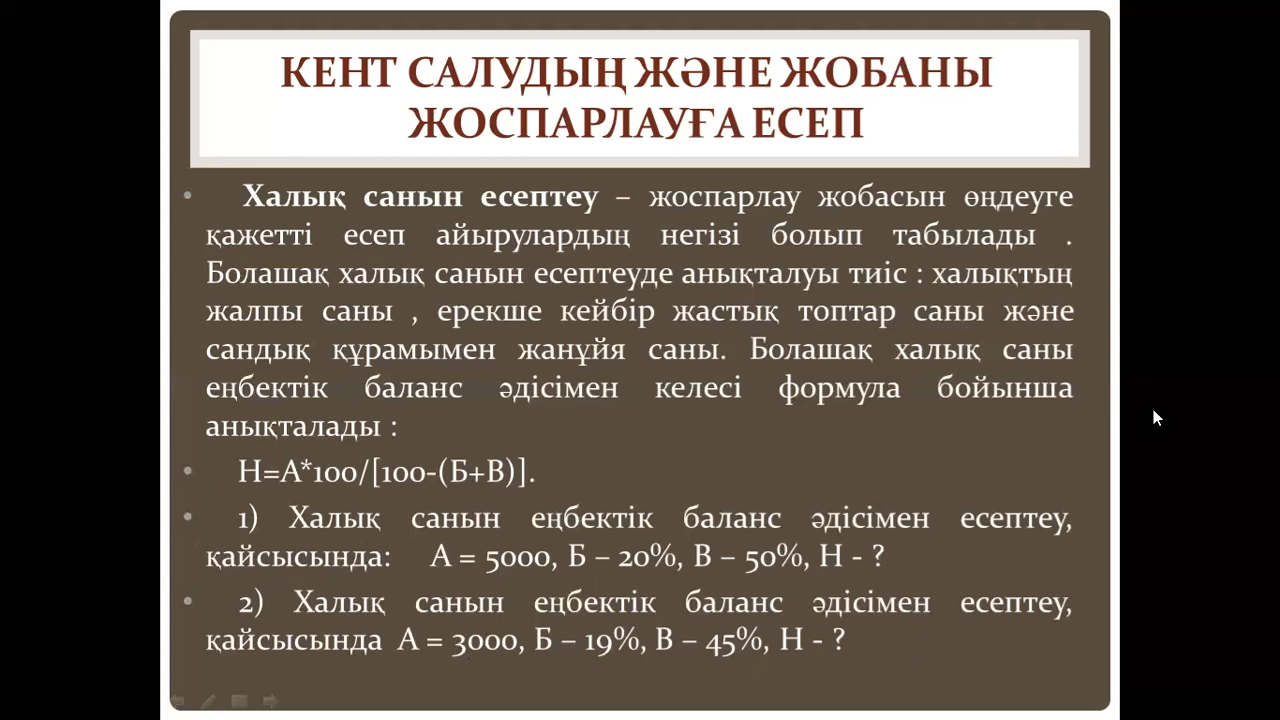 КЕНТ САЛУДЫҢ ЖӘНЕ ЖОБАНЫ
ЖОСПАРЛАУҒА ЕСЕП
• Халық санын есептеу – жоспарлау жобасын өңдеуге
қажетті есеп айырулардың негізі болып табылады .
Болашақ халық санын есептеуде анықталуы тиіс : халықтың
жалпы саны , ерекше кейбір жастық топтар саны және
сандық құрамымен жанұйя саны. Болашақ халық саны
еңбектік баланс әдісімен келесі формула бойынша
анықталады :
• Н=А*100/[100-(Б+В)].
• 1) Халық санын еңбектік баланс әдісімен есептеу,
қайсысында: А = 5000, Б – 20%, В – 50%, Н - ?
• 2) Халық санын еңбектік баланс әдісімен есептеу,
қайсысында А = 3000, Б – 19%, В – 45%, Н - ?